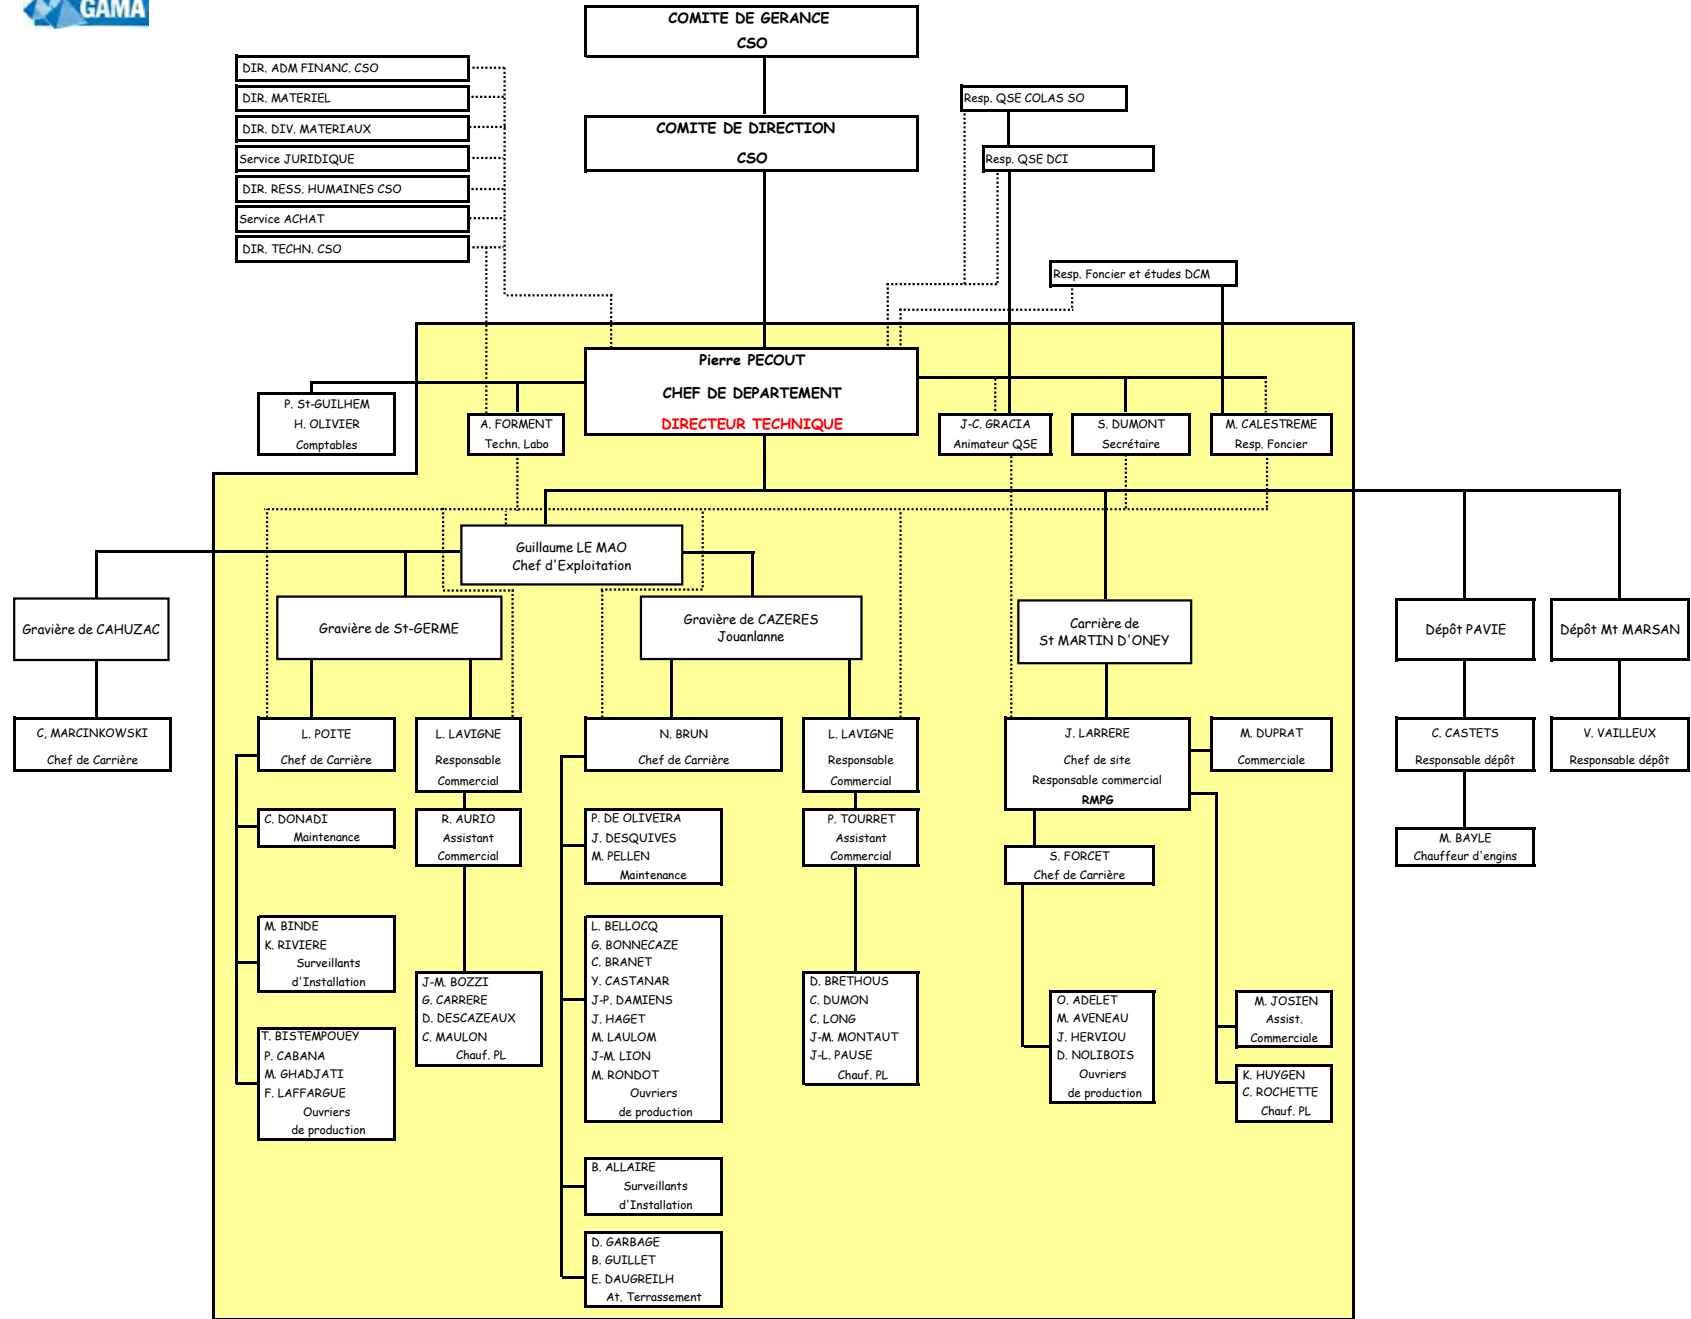 GAMA
COMITE DE GERANCE
CSO
DIR. ADM FINANC. CSO
DIR. MATERIEL
DIR. DIV. MATERIAUX
Service JURIDIQUE
DIR. RESS. HUMAINES CSO
Service ACHAT
DIR. TECHN. CSO
COMITE DE DIRECTION
CSO
Resp. QSE COLAS SO
Resp. QSE DCI
Resp. Foncier et études DCM
Pierre PECOUT
CHEF DE DEPARTEMENT
DIRECTEUR TECHNIQUE
P. St-GUILHEM
H. OLIVIER
Comptables
A. FORMENT
Techn. Labo
J-C. GRACIA
Animateur QSE
S. DUMONT
Secrétaire
M. CALESTREME
Resp. Foncier
Guillaume LE MAO
Chef d'Exploitation
Gravière de CAHUZAC
Gravière de St-GERME
Gravière de CAZERES
Jouanlanne
Carrière de
St MARTIN D'ONEY
Dépôt PAVIE
Dépôt Mt MARSAN
C, MARCINKOWSKI
Chef de Carrière
L. POITE
Chef de Carrière
L. LAVIGNE
Responsable
Commercial
N. BRUN
Chef de Carrière
L. LAVIGNE
Responsable
Commercial
J. LARRERE
Chef de site
Responsable commercial
RMPG
M. DUPRAT
Commerciale
C. CASTETS
Responsable dépôt
V. VAILLEUX
Responsable dépôt
C. DONADI
Maintenance
R. AURIO
Assistant
Commercial
P. DE OLIVEIRA
J. DESQUIVES
M. PELLEN
Maintenance
P. TOURRET
Assistant
Commercial
S. FORCET
Chef de Carrière
M. BAYLE
Chauffeur d'engins
M. BINDE
K. RIVIERE
Surveillants
d'Installation
J-M. BOZZI
G. CARRERE
D. DESCAZEAUX
C. MAULON
Chauf. PL
L. BELLOCQ
G. BONNECAZE
C. BRANET
Y. CASTANAR
J-P. DAMIENS
J. HAGET
M. LAULOM
J-M. LION
M. RONDOT
Ouvriers
de production
D. BRETHOUS
C. DUMON
C. LONG
J-M. MONTAUT
J-L. PAUSE
Chauf. PL
O. ADELET
M. AVENEAU
J. HERVIOU
D. NOLIBOIS
Ouvriers
de production
M. JOSIEN
Assist.
Commerciale
K. HUYGEN
C. ROCHETTE
Chauf. PL
T. BISTEMPOUEY
P. CABANA
M. GHADJATI
F. LAFFARGUE
Ouvriers
de production
B. ALLAIRE
Surveillants
d'Installation
D. GARBAGE
B. GUILLET
E. DAUGREILH
At. Terrassement